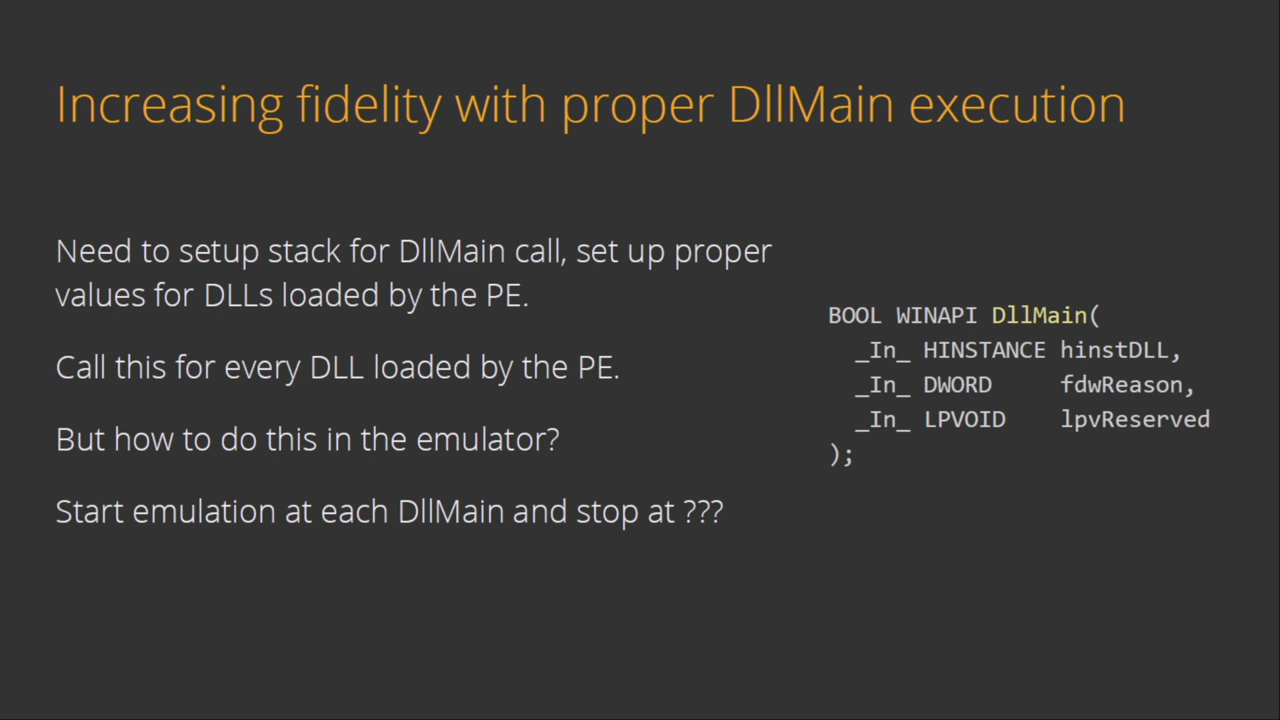 Increasing fidelity with proper DllMain execution
Need to setup stack for DllMain call, set up proper
values for DLLs loaded by the PE.
Call this for every DLL loaded by the PE.
But how to do this in the emulator?
Start emulation at each DllMain and stop at ???
BOOL WINAPI DllMain(
  _In_ HINSTANCE hinstDLL,
  _In_ DWORD     fdwReason,
  _In_ LPVOID    lpvReserved
);